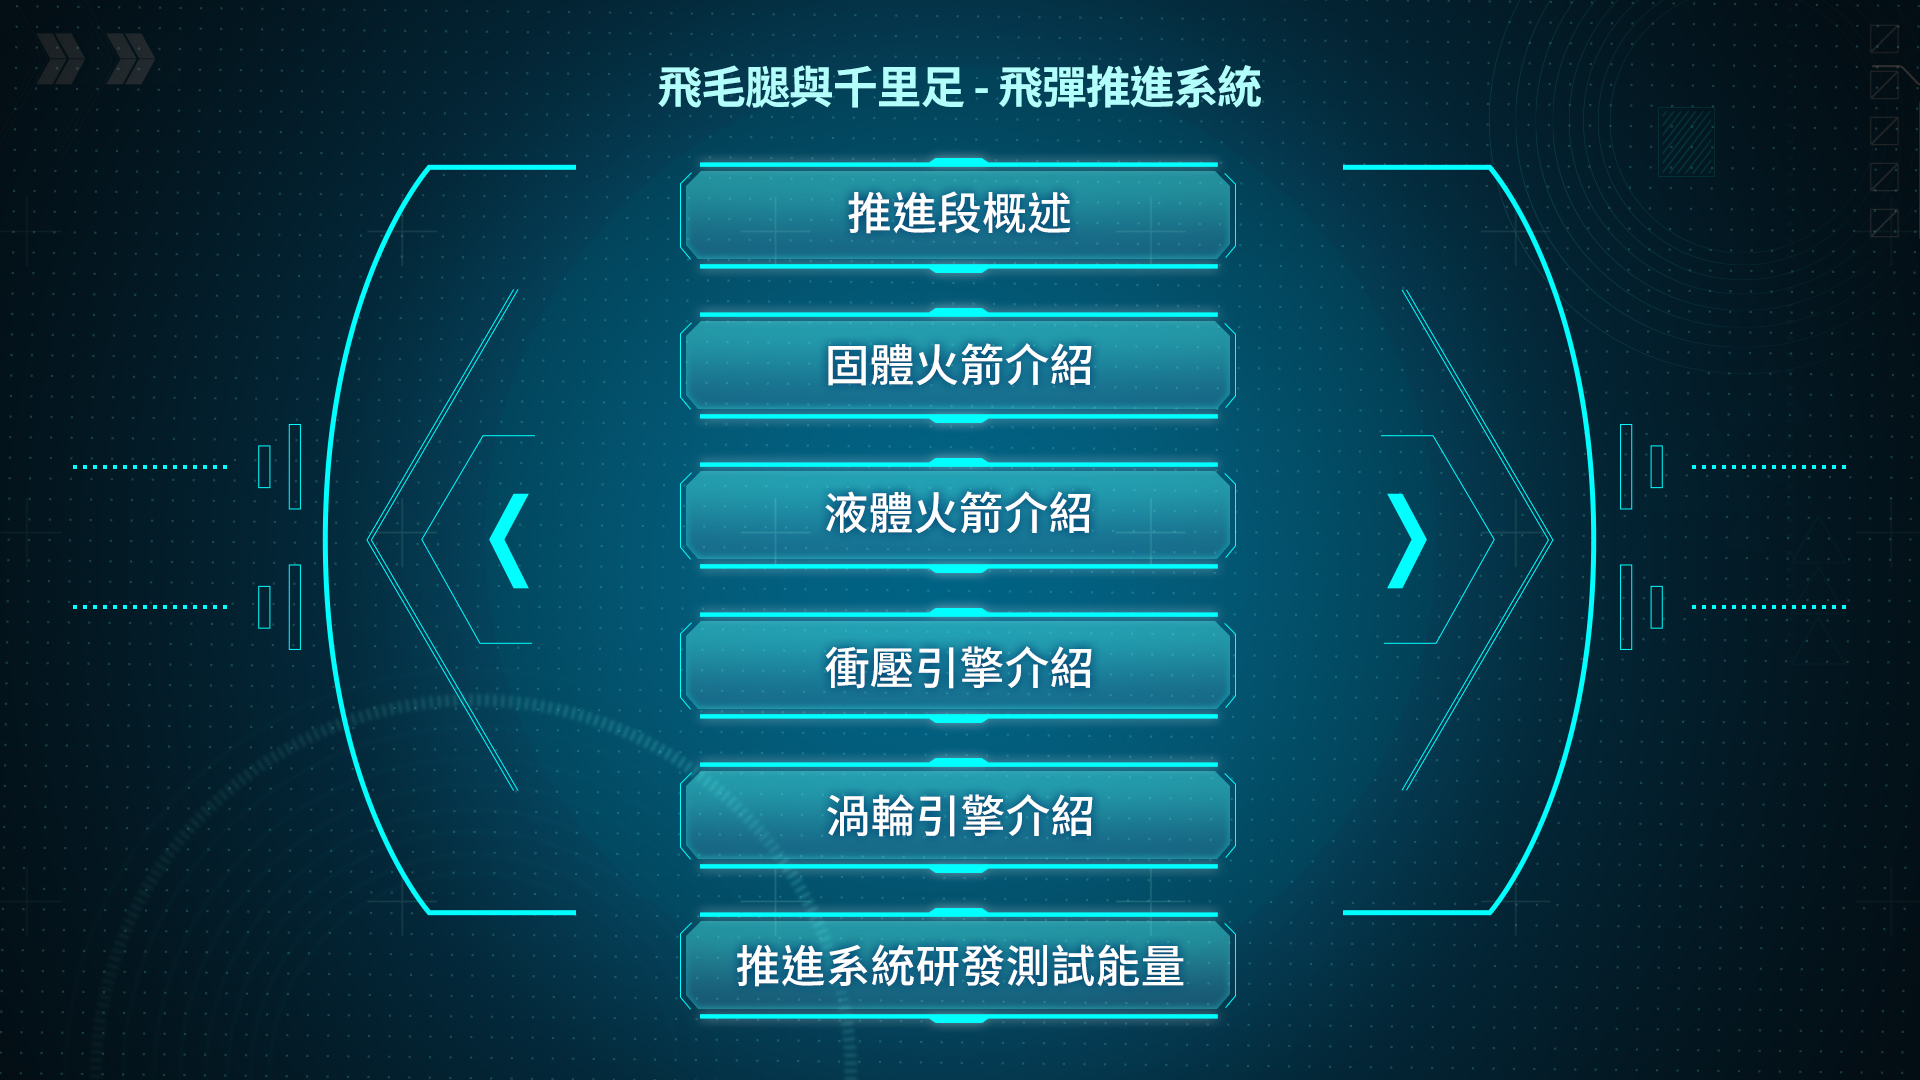 飛毛腿與千里足 - 飛彈推進系統
推進段概述
固體火箭介紹
液體火箭介紹
衝壓引擎介紹
渦輪引擎介紹
推進系統研發測試能量